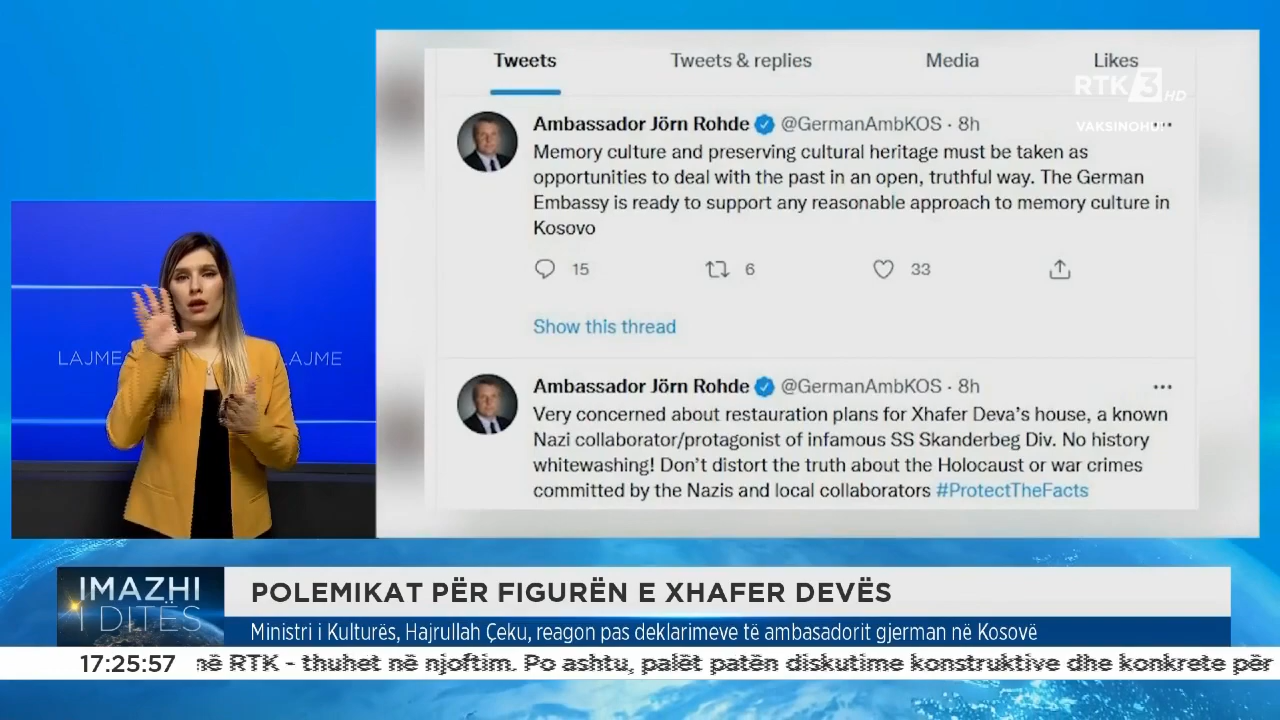 Tweets
Tweets & replies
Media
Likes
RTK 3 HD
VAKSINOHU!
Ambassador Jörn Rohde @GermanAmbKOS · 8h
Memory culture and preserving cultural heritage must be taken as
opportunities to deal with the past in an open, truthful way. The German
Embassy is ready to support any reasonable approach to memory culture in
Kosovo
15
6
33
Show this thread
Ambassador Jörn Rohde @GermanAmbKOS · 8h
Very concerned about restauration plans for Xhafer Deva's house, a known
Nazi collaborator/protagonist of infamous SS Skanderbeg Div. No history
whitewashing! Don't distort the truth about the Holocaust or war crimes
committed by the Nazis and local collaborators #ProtectTheFacts
LAJME
LAJME
IMAZHI
I DITËS
POLEMIKAT PËR FIGURËN E XHAFER DEVËS
Ministri i Kulturës, Hajrullah Çeku, reagon pas deklarimeve të ambasadorit gjerman në Kosovë
17:25:57
në RTK - thuhet në njoftim. Po ashtu, palët patën diskutime konstruktive dhe konkrete për